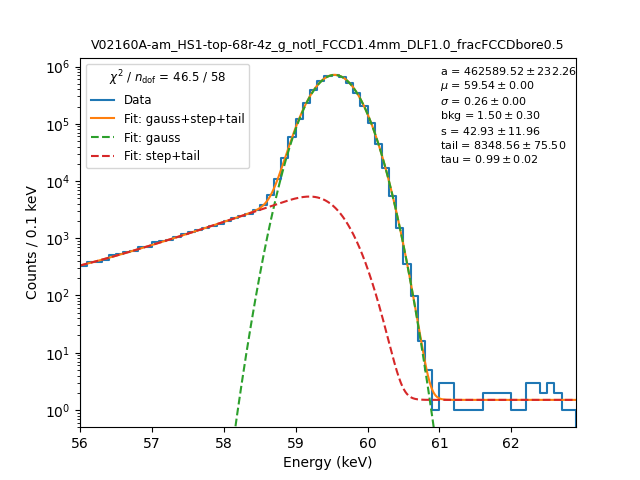 V02160A-am_HS1-top-68r-4z_g_notl_FCCD1.4mm_DLF1.0_fracFCCDbore0.5
χ² / n_dof = 46.5 / 58
Data
Fit: gauss+step+tail
Fit: gauss
Fit: step+tail
a = 462589.52 ± 232.26
μ = 59.54 ± 0.00
σ = 0.26 ± 0.00
bkg = 1.50 ± 0.30
s = 42.93 ± 11.96
tail = 8348.56 ± 75.50
tau = 0.99 ± 0.02
Counts / 0.1 keV
10⁶
10⁵
10⁴
10³
10²
10¹
10⁰
56 57 58 59 60 61 62
Energy (keV)